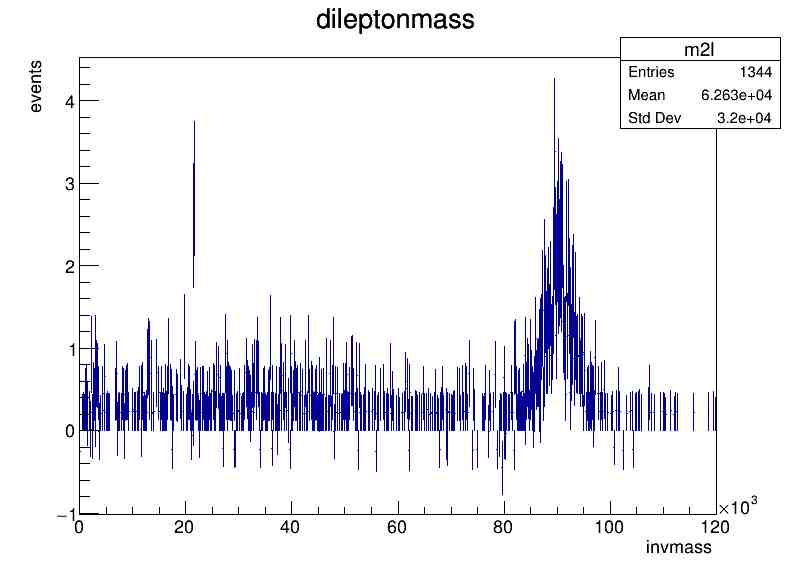 dileptonmass
m2l
Entries 1344
Mean 6.263e+04
Std Dev 3.2e+04
events
4
3
2
1
0
−1
0 20 40 60 80 100 120
×10³
invmass